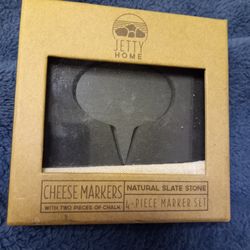 JETTY
HOME
CHEESE MARKERS
WITH TWO PIECES OF CHALK
NATURAL SLATE STONE
4-PIECE MARKER SET